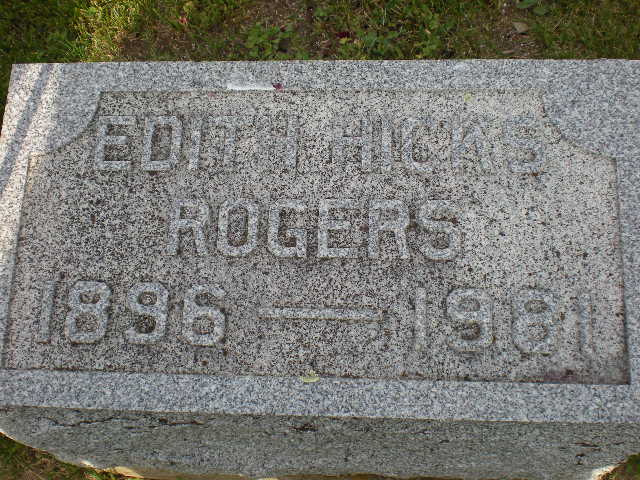 EDITH HICKS
ROGERS
1896 — 1981